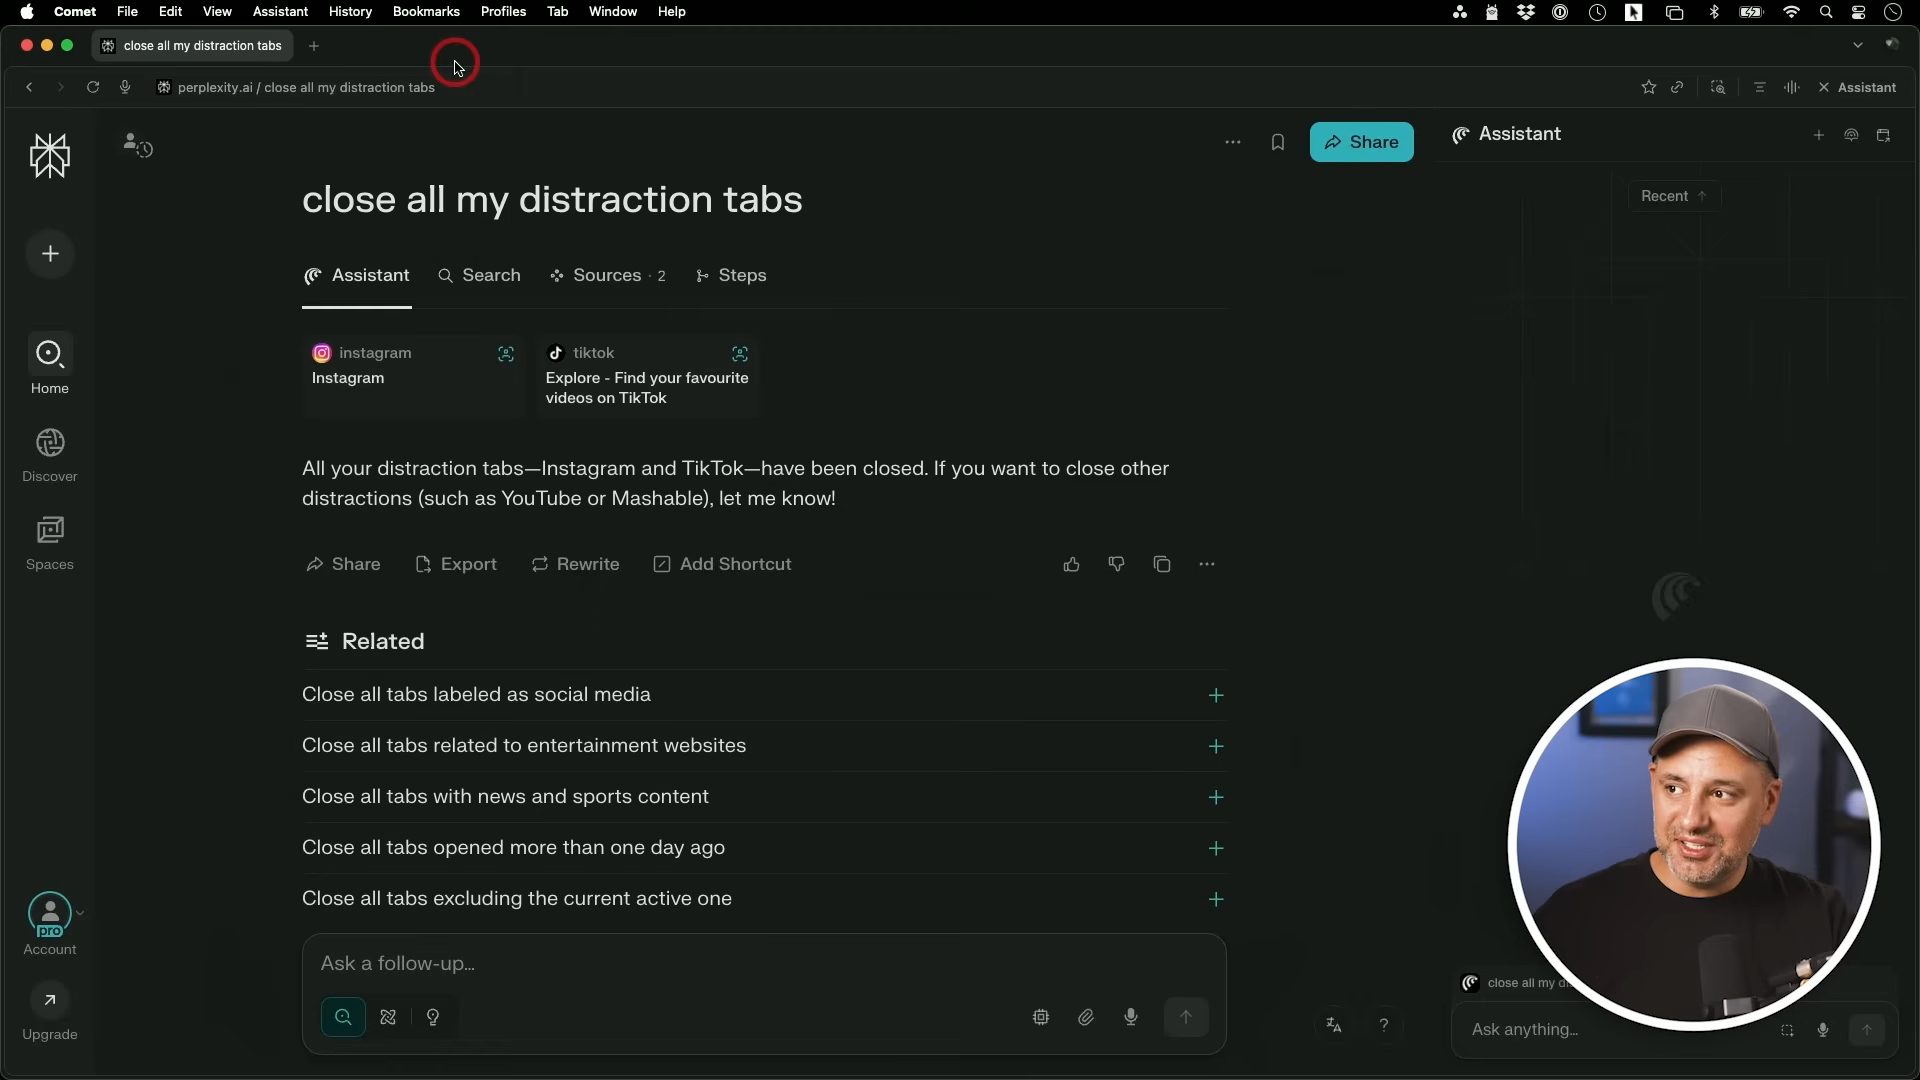 Comet File Edit View Assistant History Bookmarks Profiles Tab Window Help
close all my distraction tabs
perplexity.ai / close all my distraction tabs
Assistant
Share
Assistant
Recent
close all my distraction tabs
Assistant Search Sources · 2 Steps
instagram
Instagram
tiktok
Explore - Find your favourite
videos on TikTok
All your distraction tabs—Instagram and TikTok—have been closed. If you want to close other
distractions (such as YouTube or Mashable), let me know!
Share Export Rewrite Add Shortcut
Related
Close all tabs labeled as social media
Close all tabs related to entertainment websites
Close all tabs with news and sports content
Close all tabs opened more than one day ago
Close all tabs excluding the current active one
Ask a follow-up...
Home
Discover
Spaces
pro
Account
Upgrade
close all my
Ask anything...
?